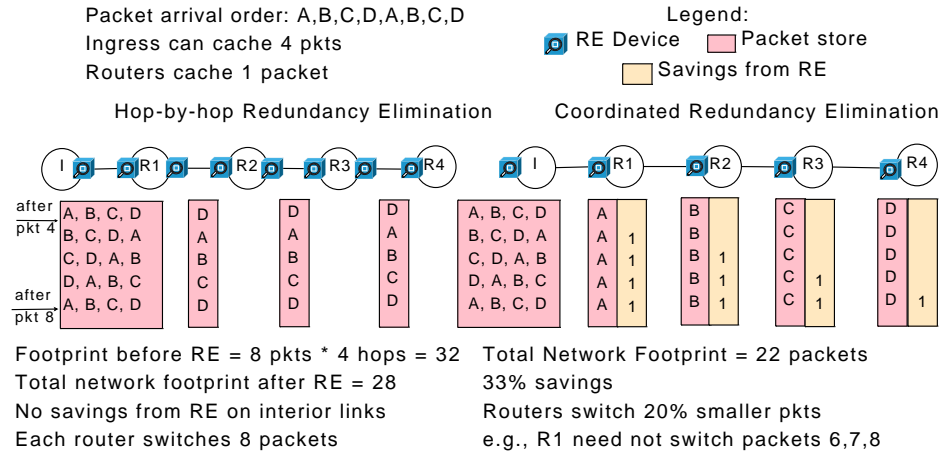 Packet arrival order: A,B,C,D,A,B,C,D
Ingress can cache 4 pkts
Routers cache 1 packet
Legend:
RE Device
Packet store
Savings from RE
Hop-by-hop Redundancy Elimination
Coordinated Redundancy Elimination
I R1 R2 R3 R4
I R1 R2 R3 R4
after
pkt 4
after
pkt 8
A, B, C, D D D D
B, C, D, A A A A
C, D, A, B B B B
D, A, B, C C C C
A, B, C, D D D D
A, B, C, D A B C D
B, C, D, A A 1 B C D
C, D, A, B A 1 B 1 C D
D, A, B, C A 1 B 1 C 1 D
A, B, C, D A 1 B 1 C 1 D 1
Footprint before RE = 8 pkts * 4 hops = 32
Total network footprint after RE = 28
No savings from RE on interior links
Each router switches 8 packets
Total Network Footprint = 22 packets
33% savings
Routers switch 20% smaller pkts
e.g., R1 need not switch packets 6,7,8